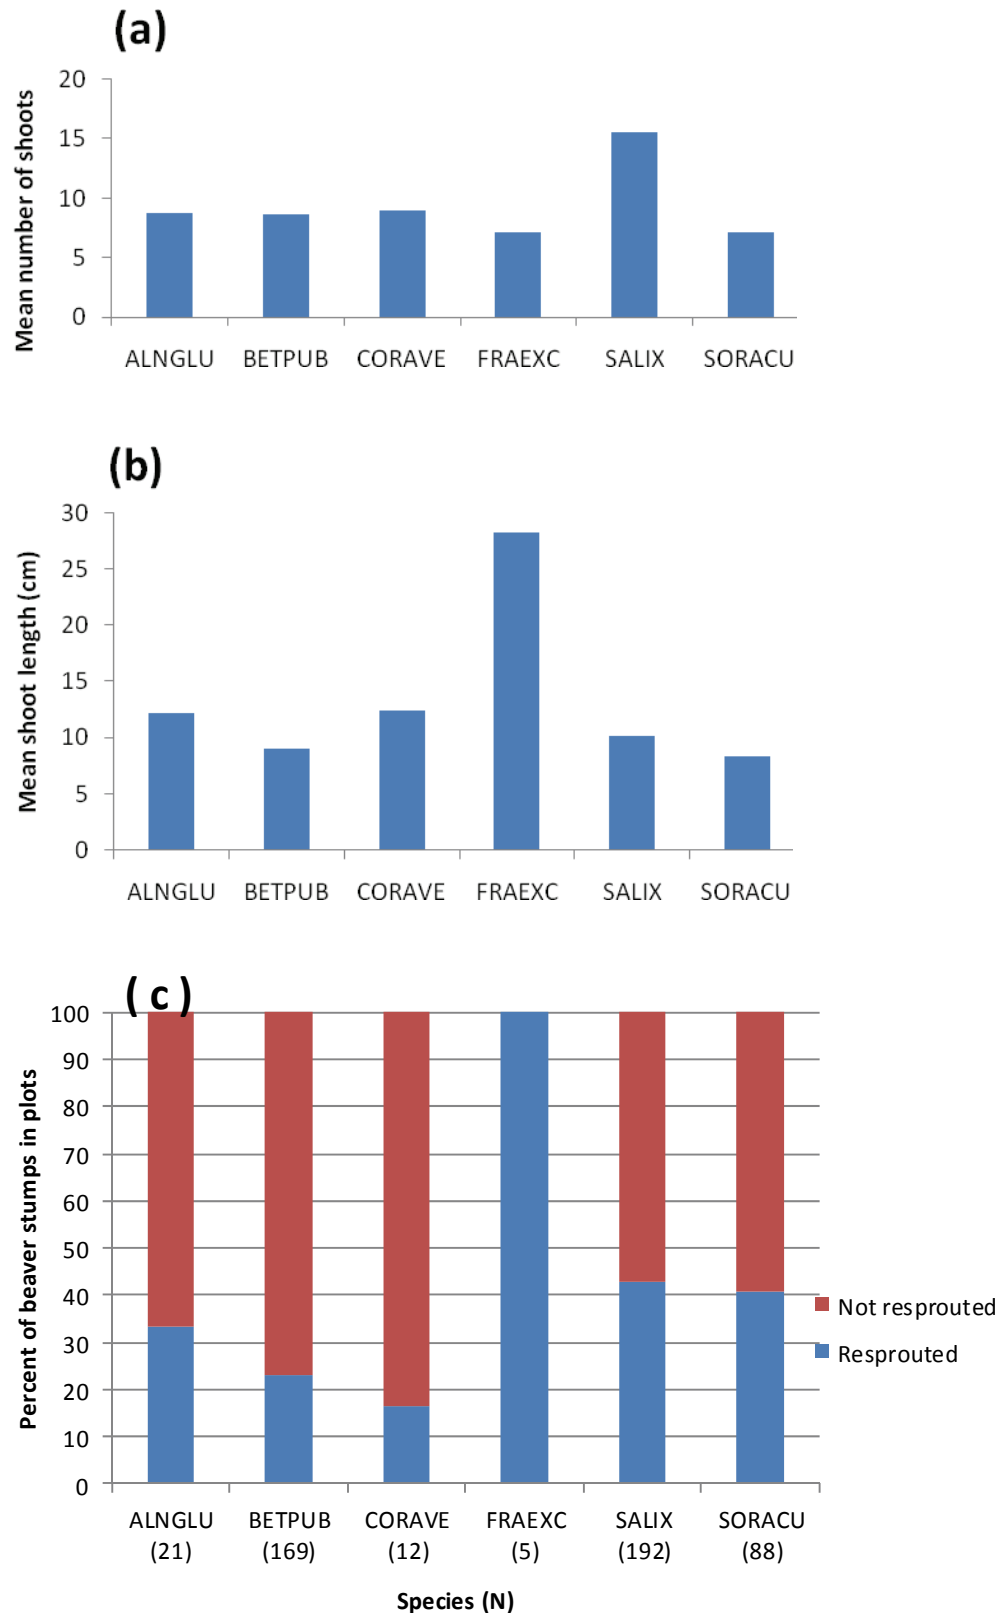 (a)
Mean number of shoots
20
15
10
5
0
ALNGLU BETPUB CORAVE FRAEXC SALIX SORACU
(b)
Mean shoot length (cm)
30
25
20
15
10
5
0
ALNGLU BETPUB CORAVE FRAEXC SALIX SORACU
( c )
Percent of beaver stumps in plots
100
90
80
70
60
50
40
30
20
10
0
Not resprouted
Resprouted
ALNGLU BETPUB CORAVE FRAEXC SALIX SORACU
(21) (169) (12) (5) (192) (88)
Species (N)